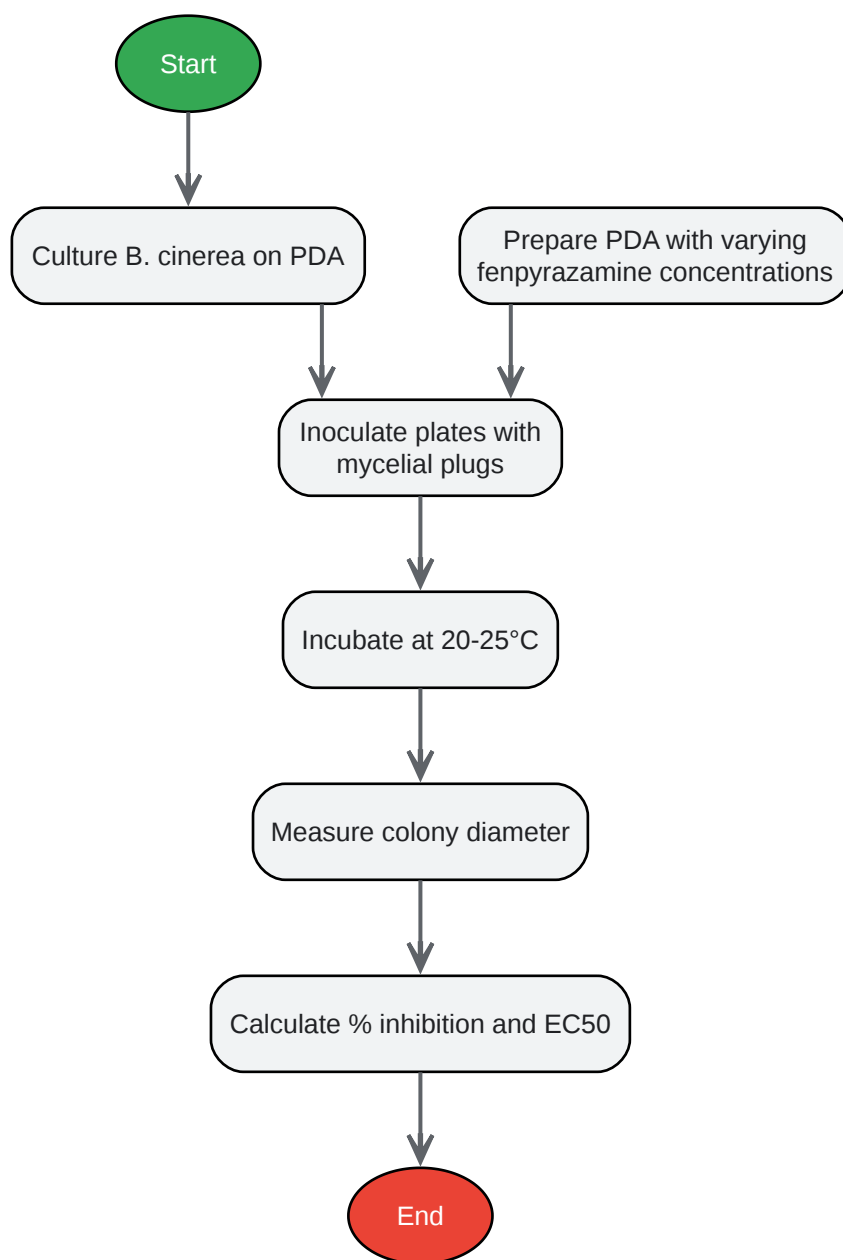 Start
Culture B. cinerea on PDA
Prepare PDA with varying
fenpyrazamine concentrations
Inoculate plates with
mycelial plugs
Incubate at 20-25°C
Measure colony diameter
Calculate % inhibition and EC50
End